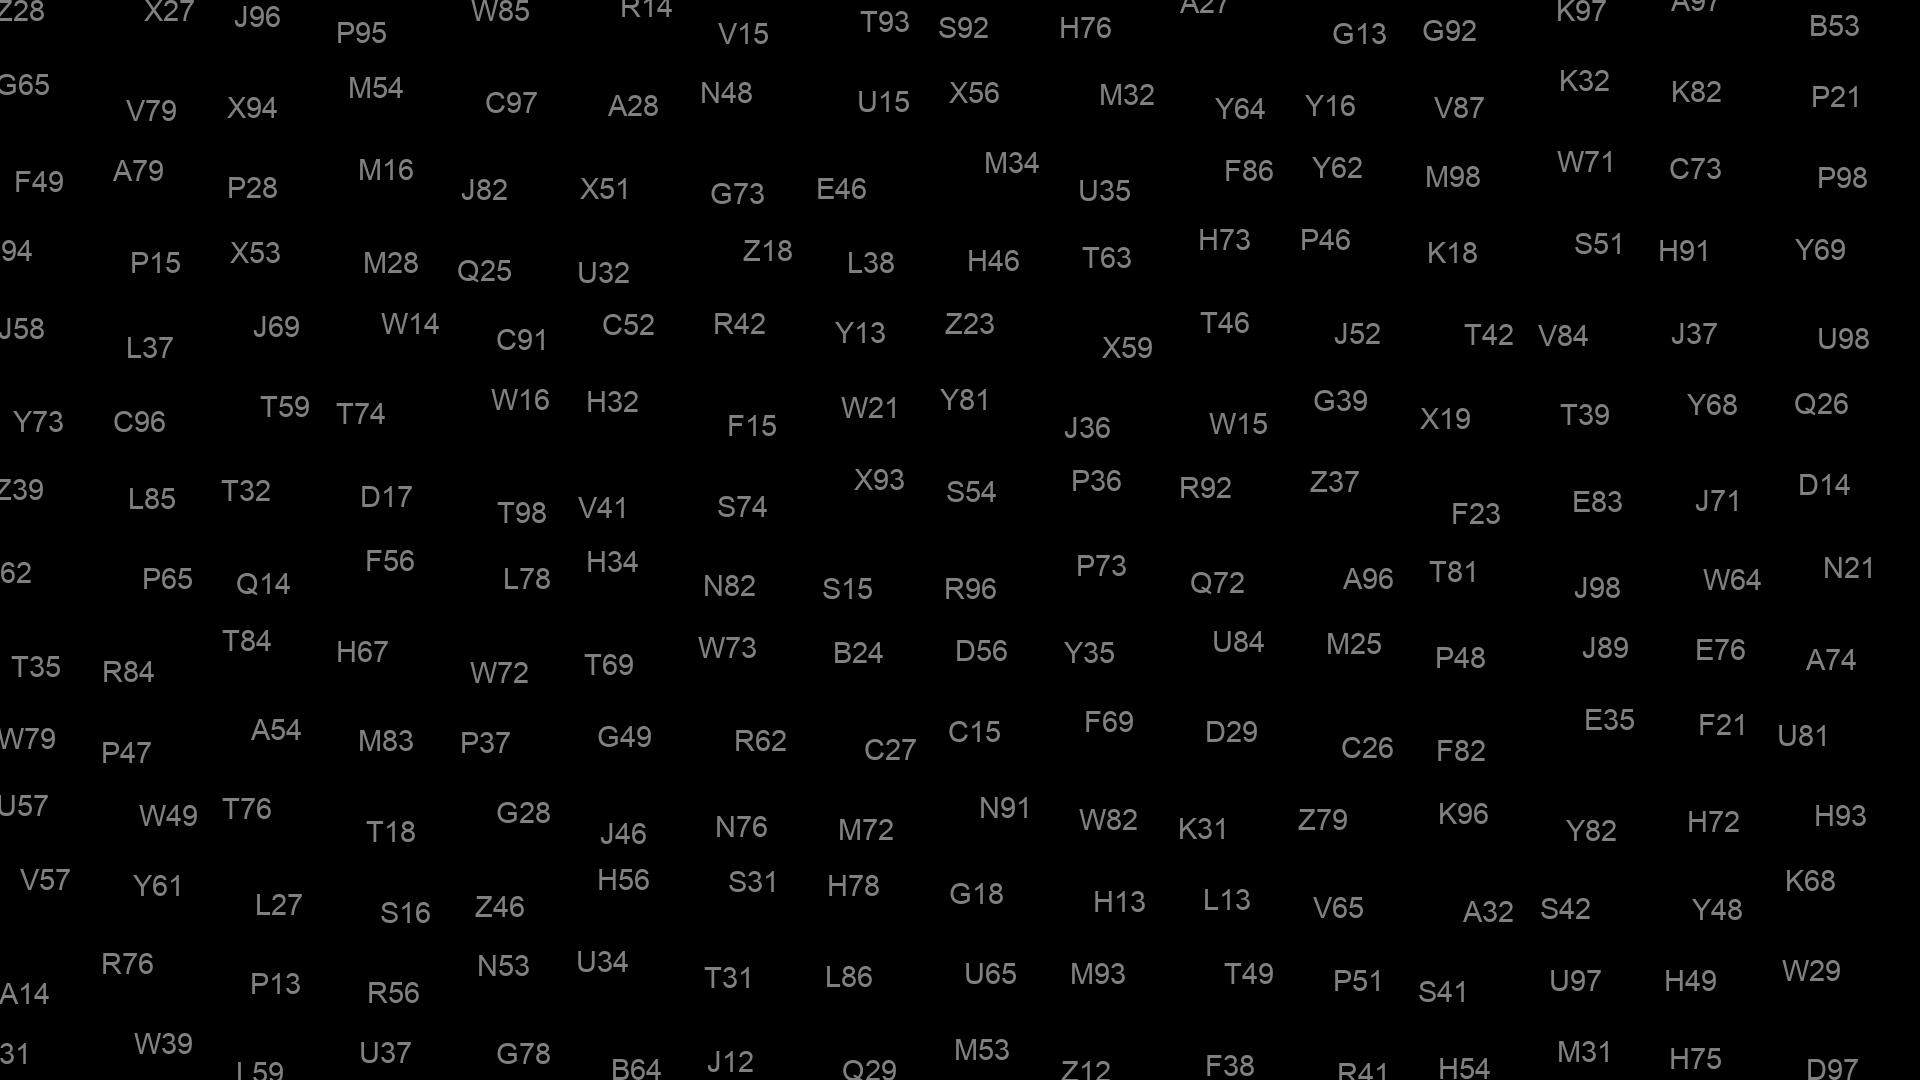 Z28 X27 J96 P95 W85 R14 V15 T93 S92 H76 A27 G13 G92 K97 A97 B53
G65 V79 X94 M54 C97 A28 N48 U15 X56 M32 Y64 Y16 V87 K32 K82 P21
F49 A79 P28 M16 J82 X51 G73 E46 M34 U35 F86 Y62 M98 W71 C73 P98
94 P15 X53 M28 Q25 U32 Z18 L38 H46 T63 H73 P46 K18 S51 H91 Y69
J58 L37 J69 W14 C91 C52 R42 Y13 Z23 X59 T46 J52 T42 V84 J37 U98
Y73 C96 T59 T74 W16 H32 F15 W21 Y81 J36 W15 G39 X19 T39 Y68 Q26
Z39 L85 T32 D17 T98 V41 S74 X93 S54 P36 R92 Z37 F23 E83 J71 D14
62 P65 Q14 F56 L78 H34 N82 S15 R96 P73 Q72 A96 T81 J98 W64 N21
T35 R84 T84 H67 W72 T69 W73 B24 D56 Y35 U84 M25 P48 J89 E76 A74
W79 P47 A54 M83 P37 G49 R62 C27 C15 F69 D29 C26 F82 E35 F21 U81
U57 W49 T76 T18 G28 J46 N76 M72 N91 W82 K31 Z79 K96 Y82 H72 H93
V57 Y61 L27 S16 Z46 H56 S31 H78 G18 H13 L13 V65 A32 S42 Y48 K68
A14 R76 P13 R56 N53 U34 T31 L86 U65 M93 T49 P51 S41 U97 H49 W29
31 W39 L59 U37 G78 B64 J12 Q29 M53 Z12 F38 R41 H54 M31 H75 D97